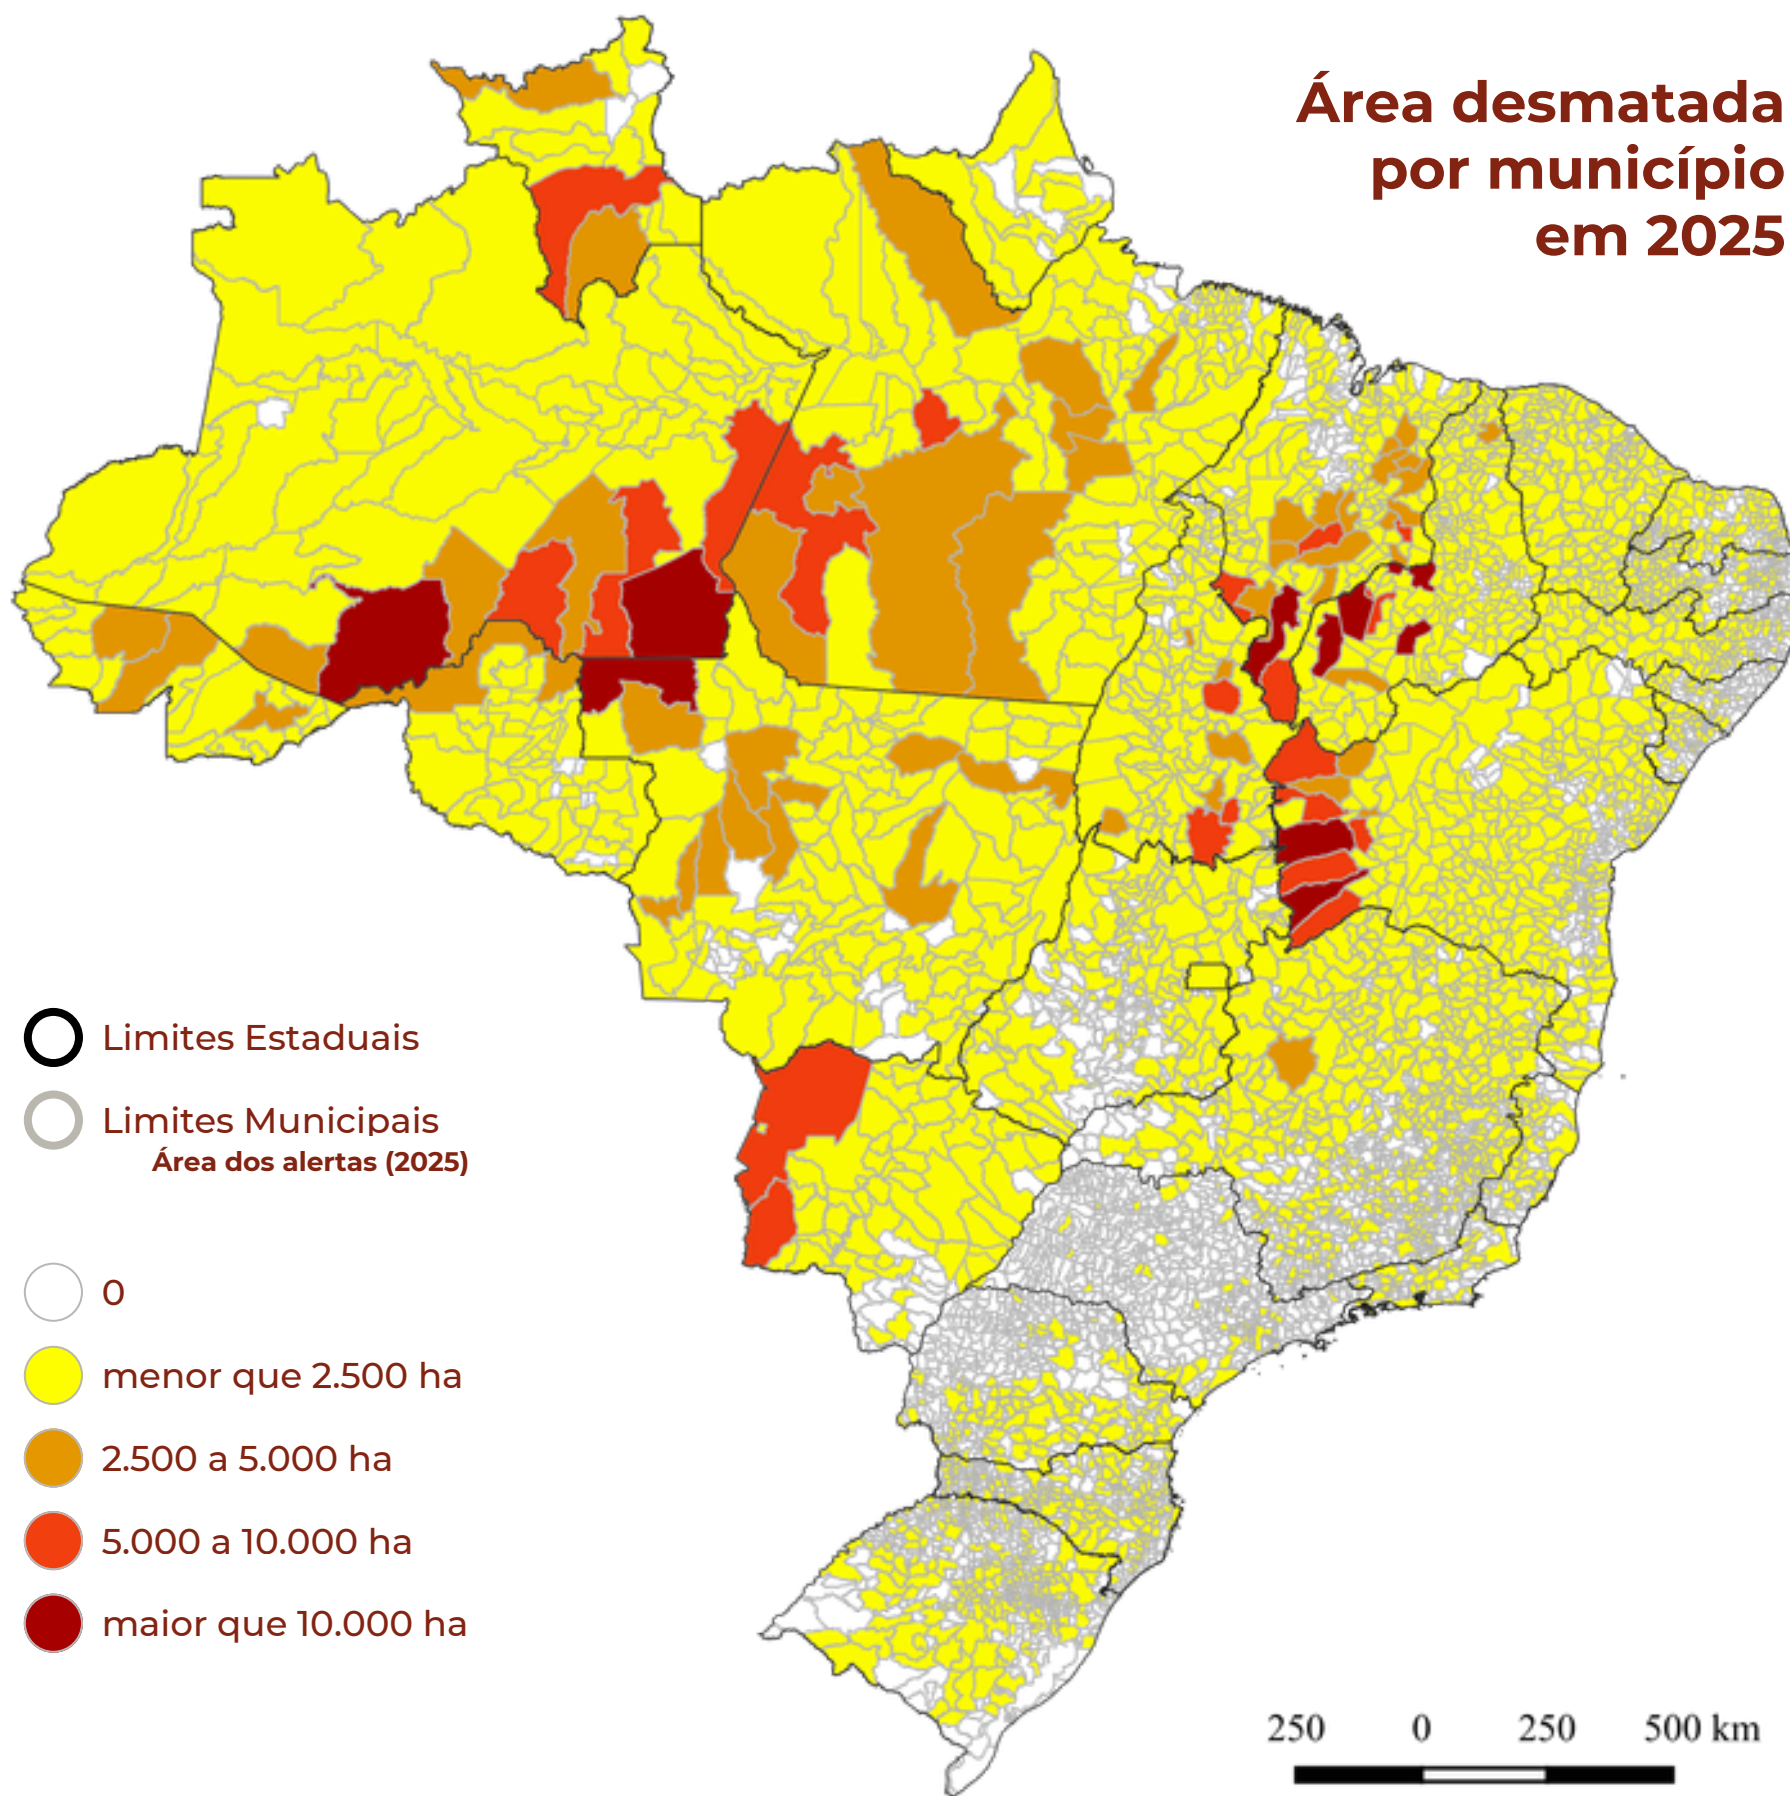 Área desmatada
por município
em 2025
Limites Estaduais
Limites Municipais
Área dos alertas (2025)
0
menor que 2.500 ha
2.500 a 5.000 ha
5.000 a 10.000 ha
maior que 10.000 ha
250 0 250 500 km